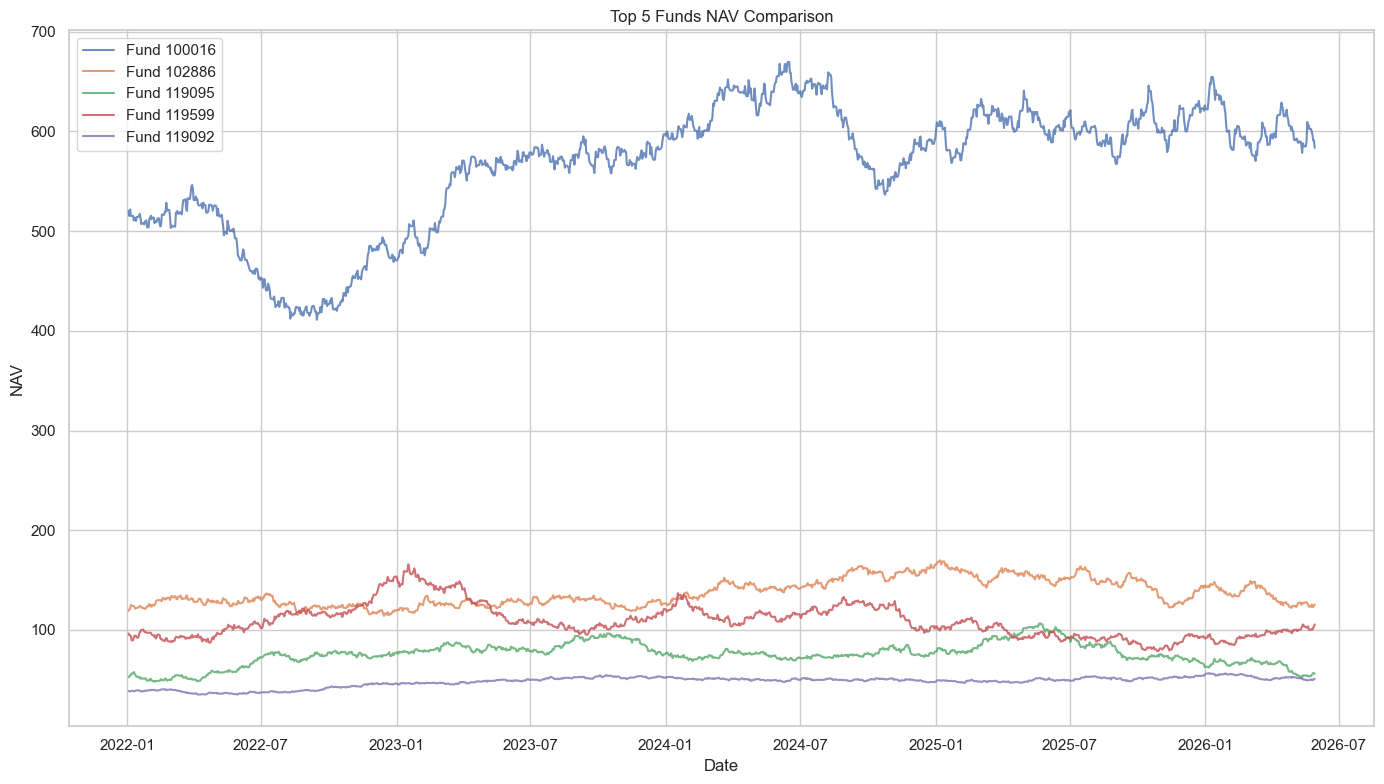 Top 5 Funds NAV Comparison
Fund 100016
Fund 102886
Fund 119095
Fund 119599
Fund 119092
NAV
700
600
500
400
300
200
100
2022-01 2022-07 2023-01 2023-07 2024-01 2024-07 2025-01 2025-07 2026-01 2026-07
Date